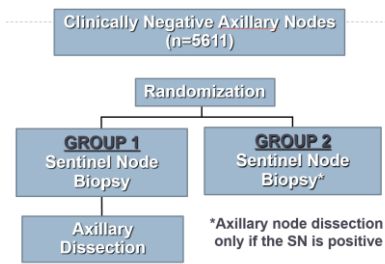 Clinically Negative Axillary Nodes
(n=5611)
Randomization
GROUP 1
Sentinel Node
Biopsy
GROUP 2
Sentinel Node
Biopsy*
Axillary
Dissection
*Axillary node dissection
only if the SN is positive